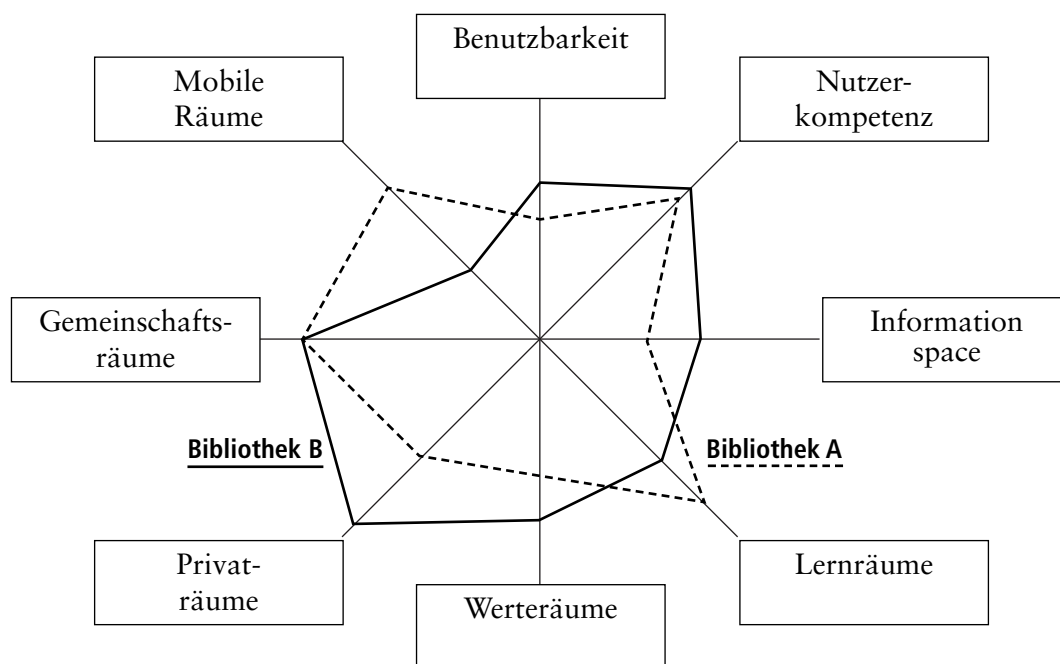 Benutzbarkeit
Mobile
Räume
Nutzer-
kompetenz
Gemeinschafts-
räume
Information
space
Bibliothek B
Bibliothek A
Privat-
räume
Werteräume
Lernräume